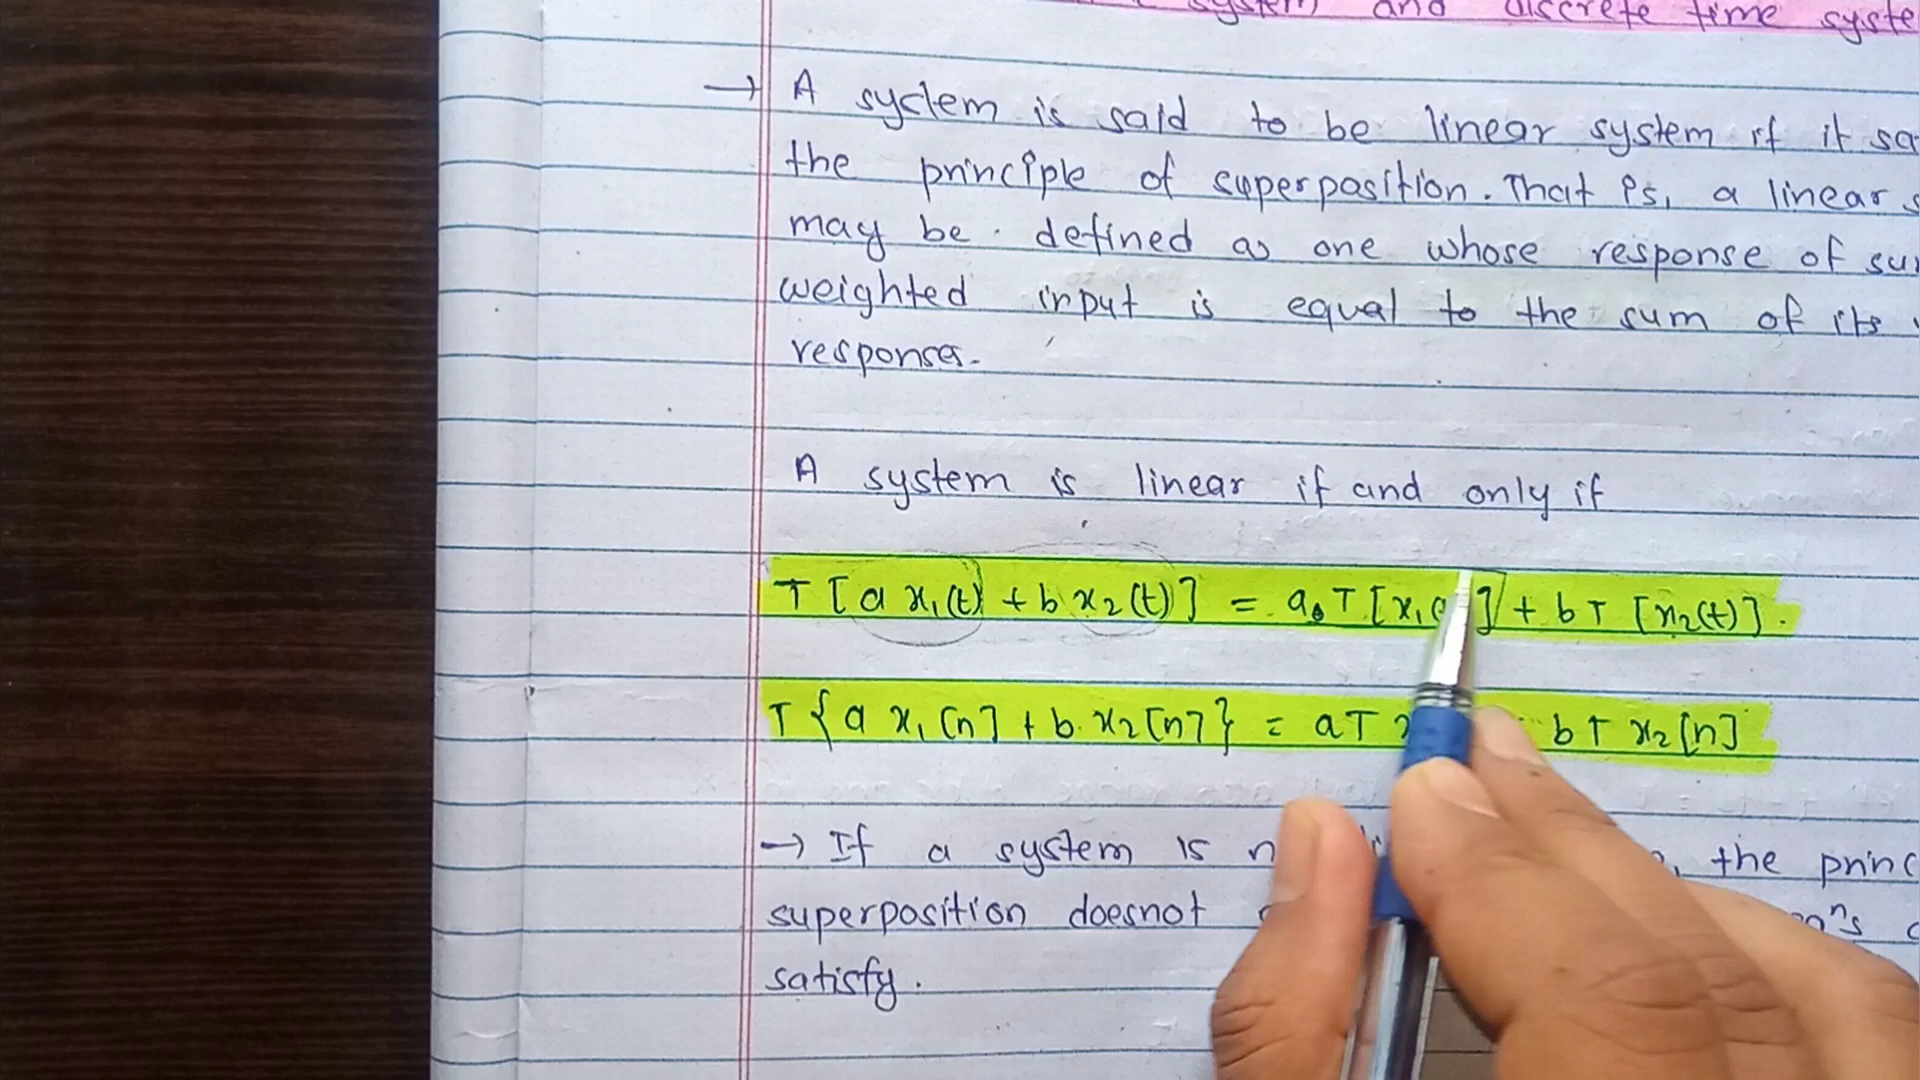 system and discrete time syste
→ A system is said to be linear system if it sa
the principle of superposition. That is, a linear s
may be defined as one whose response of su
weighted input is equal to the sum of its
responses.
A system is linear if and only if
T [a x₁(t) + b x₂(t)] = a T [x₁ ] + b T [x₂(t)].
T {a x₁[n] + b. x₂[n]} = a T b T x₂[n]
→ If a system is n the princ
superposition doesnot
satisfy.